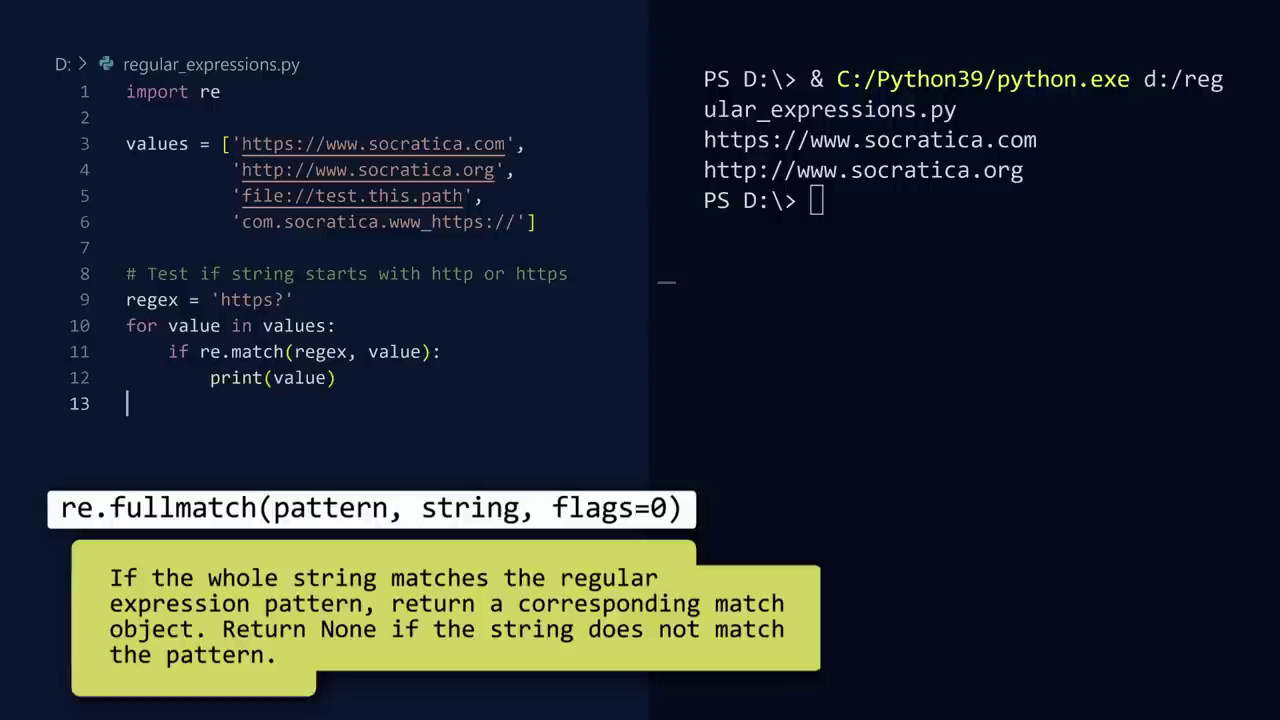 D: > regular_expressions.py
1 import re
2
3 values = ['https://www.socratica.com',
4 'http://www.socratica.org',
5 'file://test.this.path',
6 'com.socratica.www_https://']
7
8 # Test if string starts with http or https
9 regex = 'https?'
10 for value in values:
11 if re.match(regex, value):
12 print(value)
13
PS D:\> & C:/Python39/python.exe d:/reg
ular_expressions.py
https://www.socratica.com
http://www.socratica.org
PS D:\>
re.fullmatch(pattern, string, flags=0)
If the whole string matches the regular
expression pattern, return a corresponding match
object. Return None if the string does not match
the pattern.